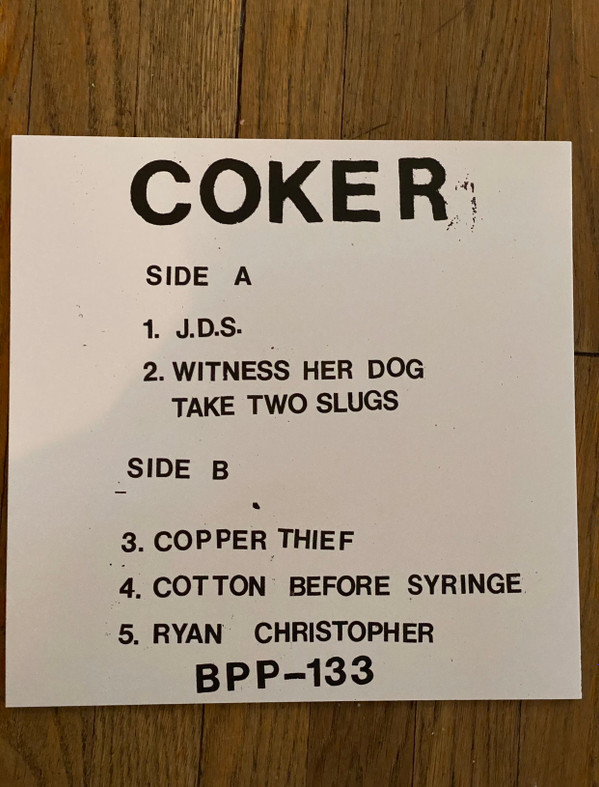 COKER
SIDE A
1. J.D.S.
2. WITNESS HER DOG
TAKE TWO SLUGS
SIDE B
3. COPPER THIEF
4. COTTON BEFORE SYRINGE
5. RYAN CHRISTOPHER
BPP-133